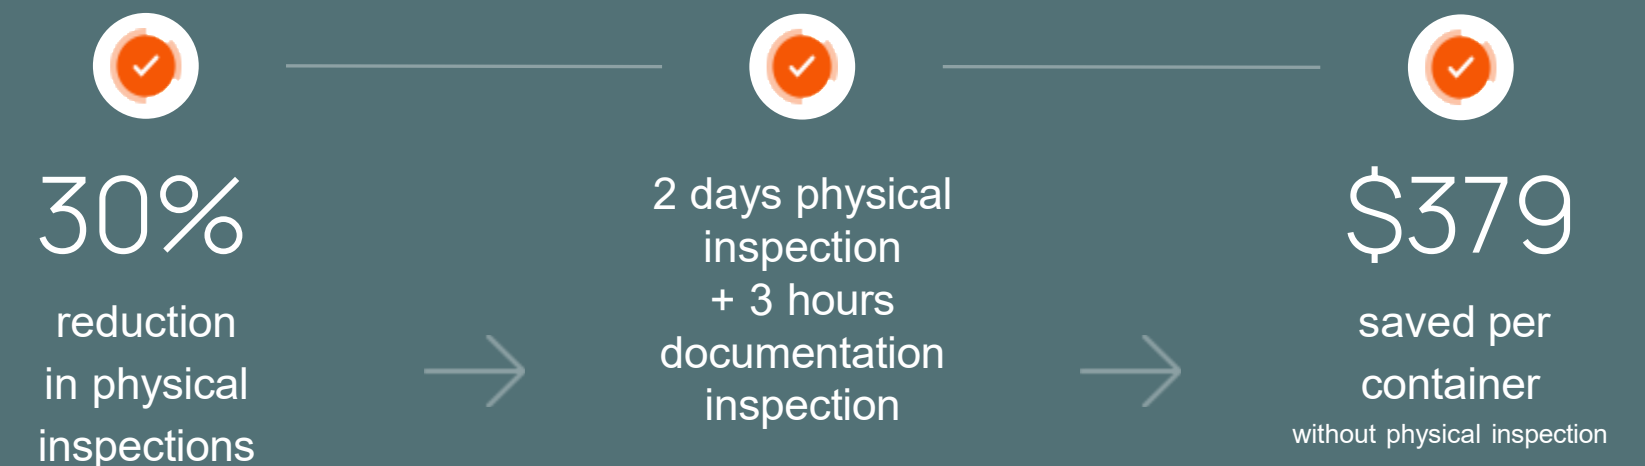 30%
reduction
in physical
inspections
2 days physical
inspection
+ 3 hours
documentation
inspection
$379
saved per
container
without physical inspection